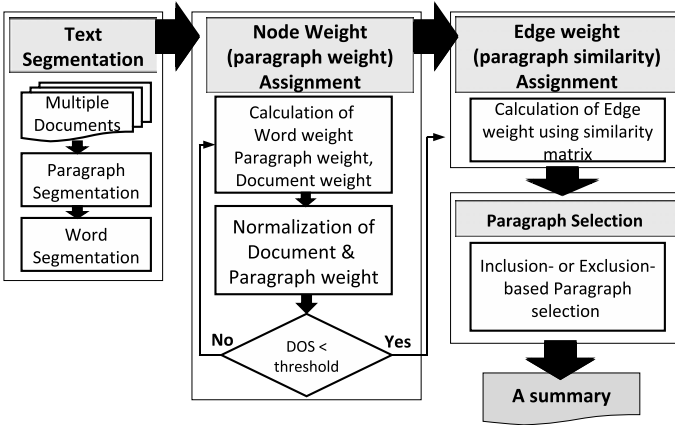 Text
Segmentation
Multiple
Documents
Paragraph
Segmentation
Word
Segmentation
Node Weight
(paragraph weight)
Assignment
Calculation of
Word weight
Paragraph weight,
Document weight
Normalization of
Document &
Paragraph weight
No
DOS <
threshold
Yes
Edge weight
(paragraph similarity)
Assignment
Calculation of Edge
weight using similarity
matrix
Paragraph Selection
Inclusion- or Exclusion-
based Paragraph
selection
A summary